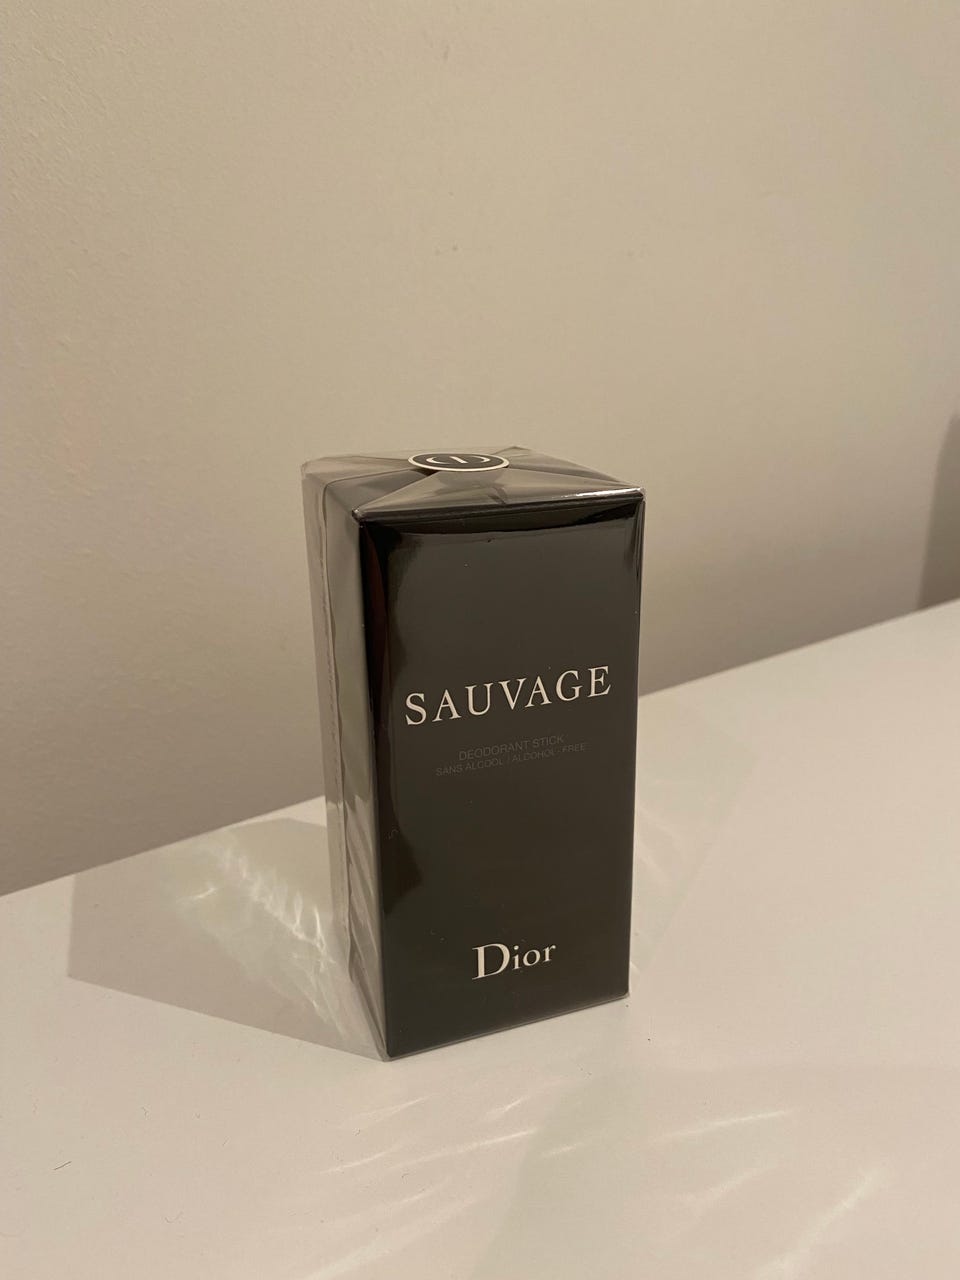 SAUVAGE
DEODORANT STICK
SANS ALCOOL / ALCOHOL - FREE
Dior